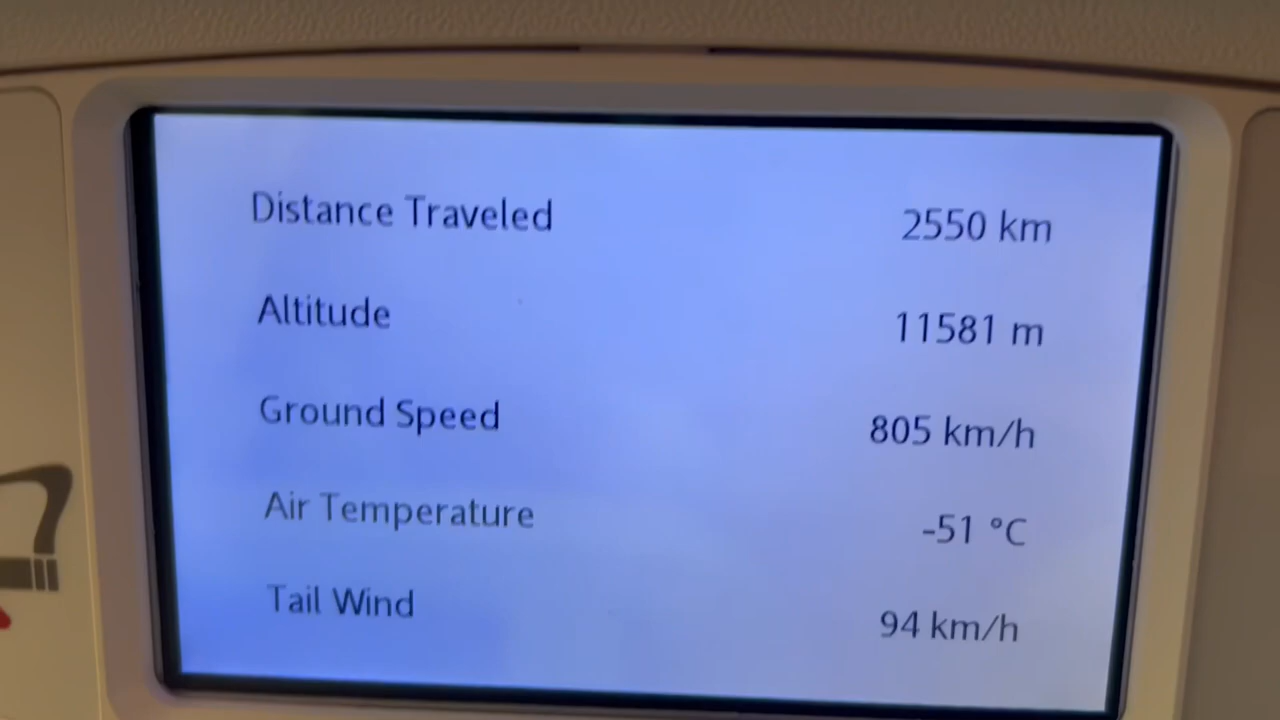 Distance Traveled 2550 km
Altitude 11581 m
Ground Speed 805 km/h
Air Temperature -51 °C
Tail Wind 94 km/h